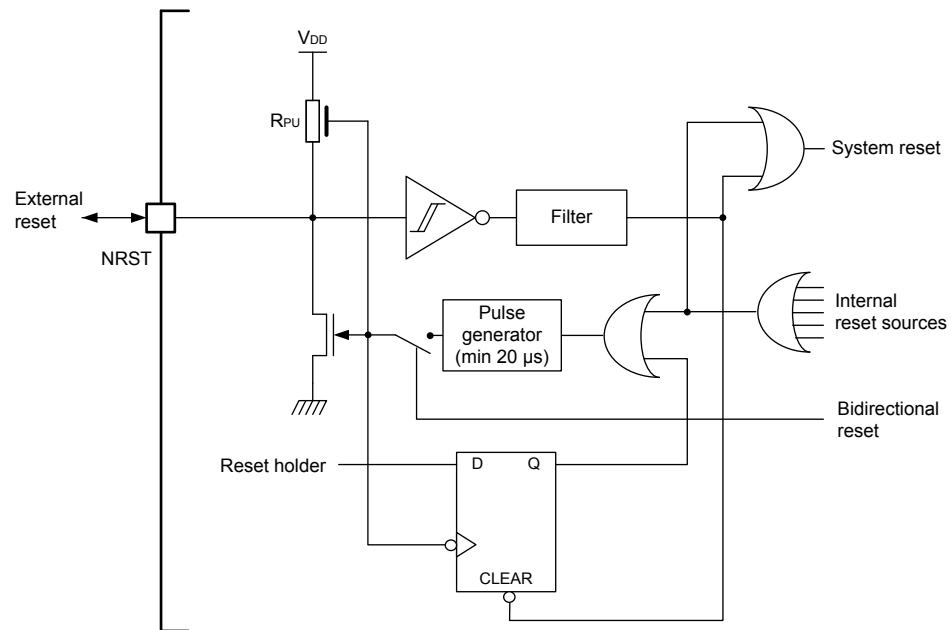 VDD
RPU
External
reset
NRST
Filter
System reset
Pulse
generator
(min 20 µs)
Internal
reset sources
Bidirectional
reset
Reset holder
D
Q
CLEAR